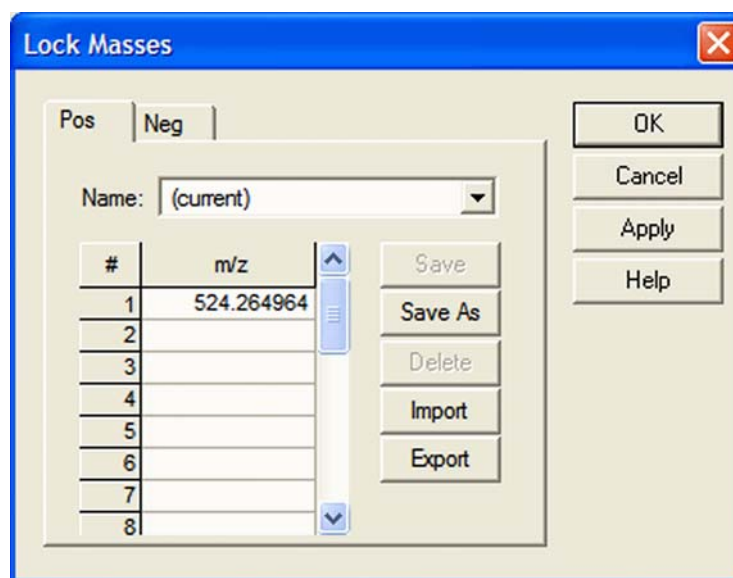 Lock Masses
Pos Neg
OK
Cancel
Apply
Help
Name: (current)
# m/z
1 524.264964
2
3
4
5
6
7
8
Save
Save As
Delete
Import
Export